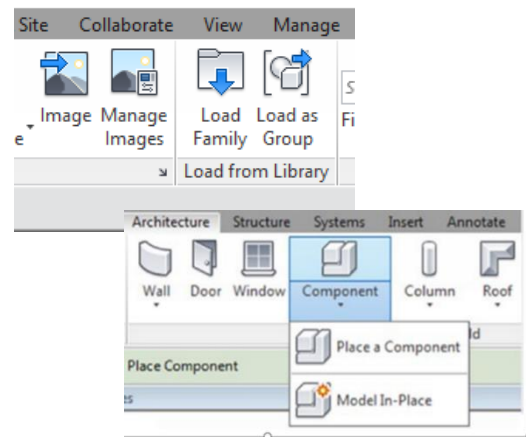 Site Collaborate View Manage
Image Manage Images Load Family Load as Group
Load from Library
Architecture Structure Systems Insert Annotate
Wall Door Window Component Column Roof
Place a Component
Place Component
Model In-Place